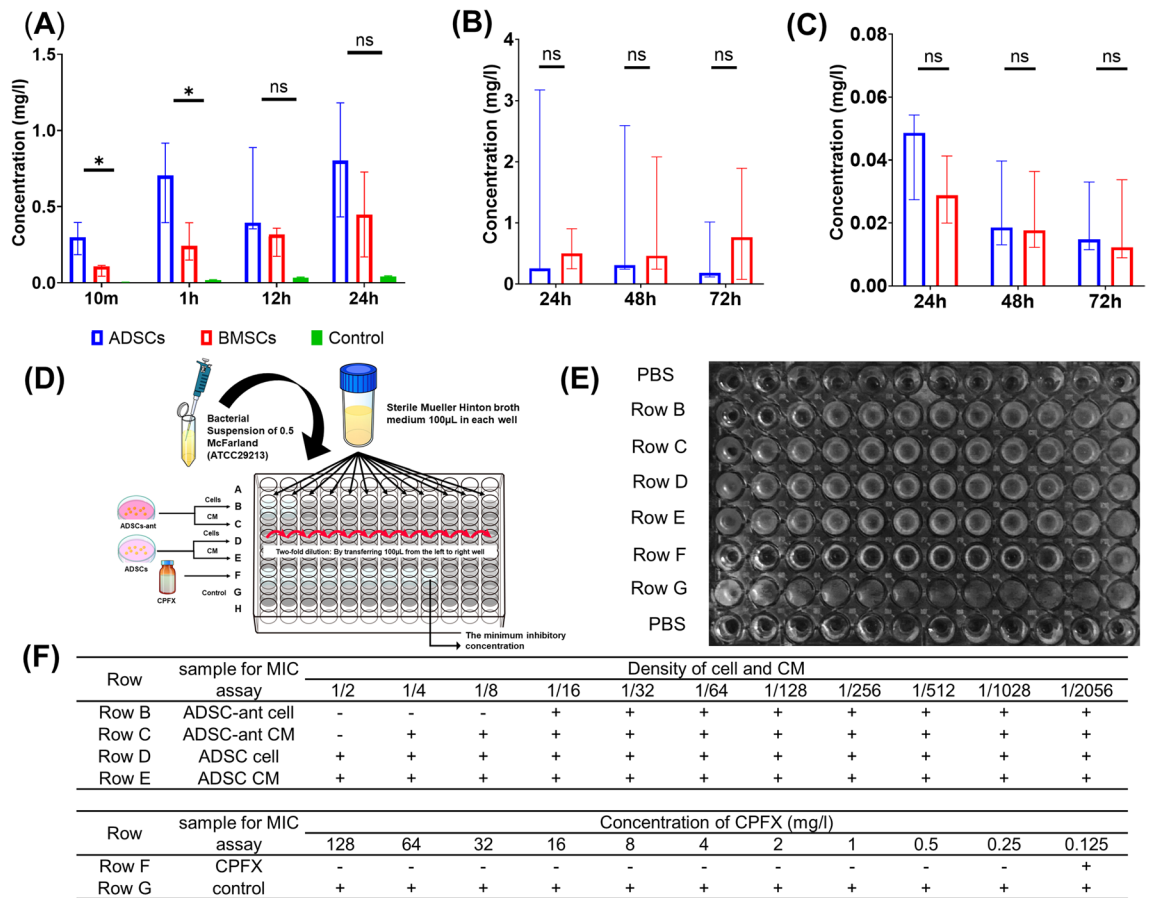 (A)
Concentration (mg/l)
1.5
1.0
0.5
0.0
*
*
ns
ns
10m
1h
12h
24h
ADSCs
BMSCs
Control
(B)
Concentration (mg/l)
4
3
2
1
0
ns
ns
ns
24h
48h
72h
(C)
Concentration (mg/l)
0.08
0.06
0.04
0.02
0.00
ns
ns
ns
24h
48h
72h
(D)
Bacterial
Suspension of 0.5
McFarland
(ATCC29213)
Sterile Mueller Hinton broth
medium 100μL in each well
ADSCs-ant
Cells
CM
ADSCs
Cells
CM
CPFX
Control
A
B
C
D
E
F
G
H
Two-fold dilution: By transferring 100μL from the left to right well
The minimum inhibitory
concentration
(E)
PBS
Row B
Row C
Row D
Row E
Row F
Row G
PBS
(F)
Row sample for MIC assay Density of cell and CM
1/2 1/4 1/8 1/16 1/32 1/64 1/128 1/256 1/512 1/1028 1/2056
Row B ADSC-ant cell - - - + + + + + + + +
Row C ADSC-ant CM - + + + + + + + + + +
Row D ADSC cell + + + + + + + + + + +
Row E ADSC CM + + + + + + + + + + +
Row sample for MIC assay Concentration of CPFX (mg/l)
128 64 32 16 8 4 2 1 0.5 0.25 0.125
Row F CPFX - - - - - - - - - - +
Row G control + + + + + + + + + + +